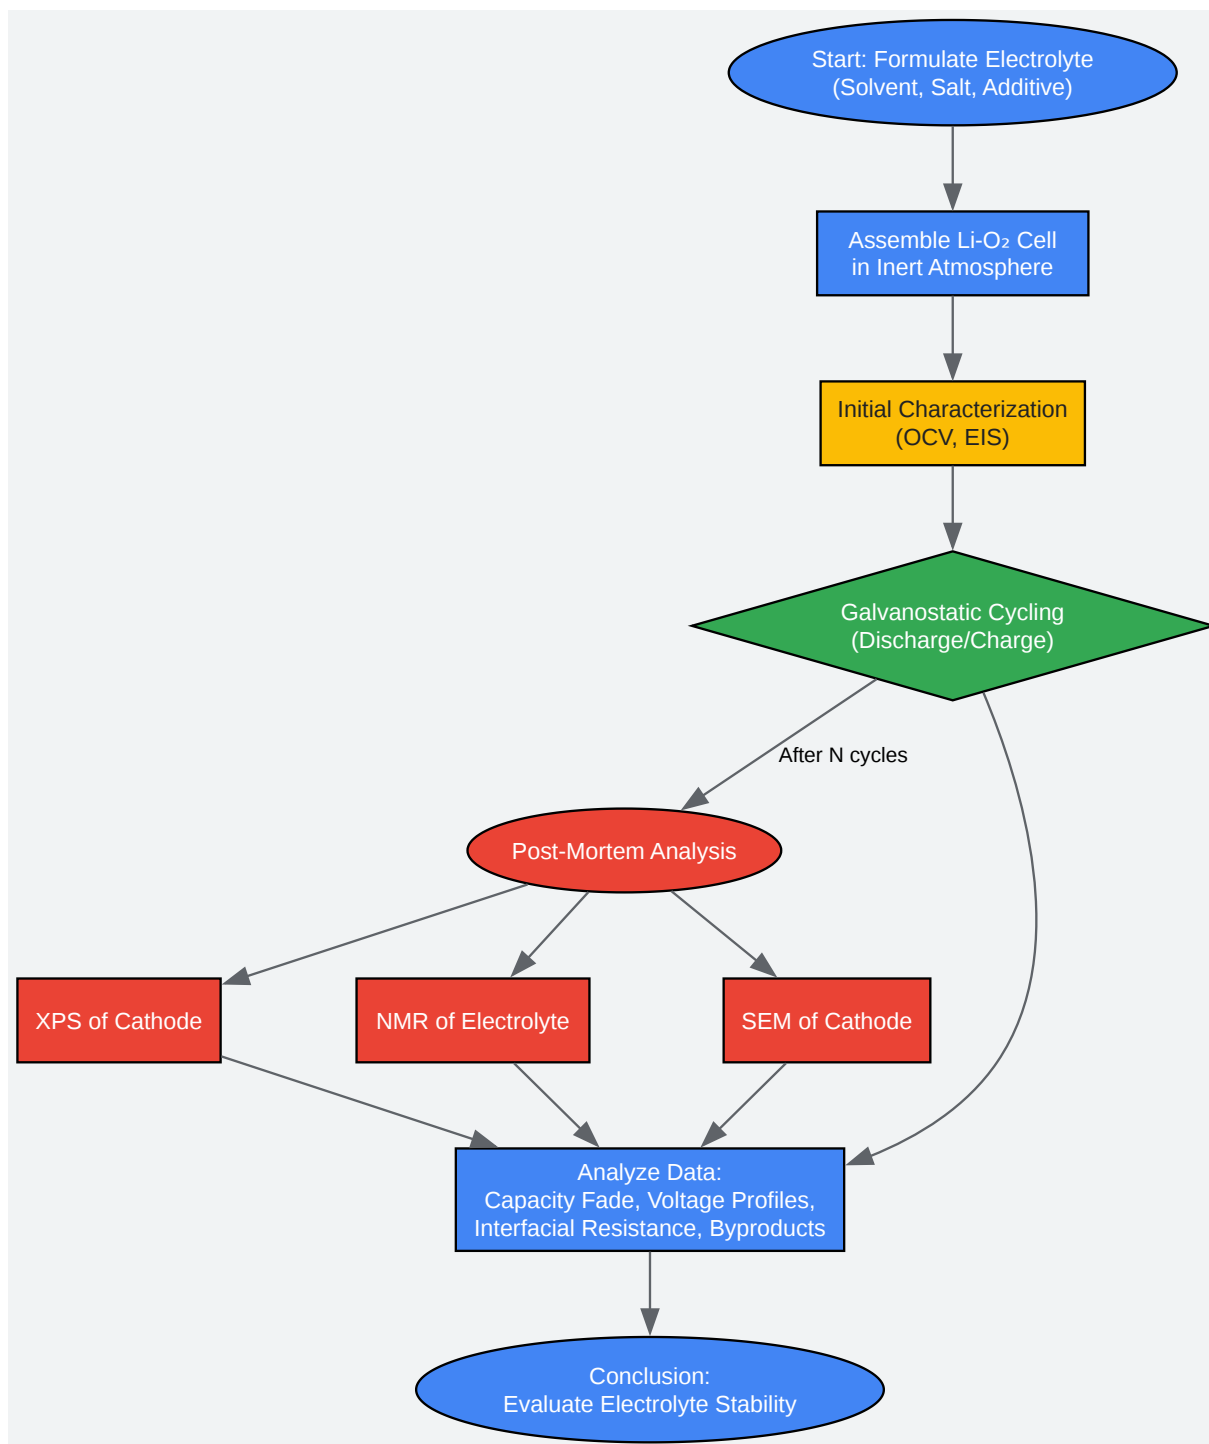 Start: Formulate Electrolyte
(Solvent, Salt, Additive)
Assemble Li-O₂ Cell
in Inert Atmosphere
Initial Characterization
(OCV, EIS)
Galvanostatic Cycling
(Discharge/Charge)
After N cycles
Post-Mortem Analysis
XPS of Cathode
NMR of Electrolyte
SEM of Cathode
Analyze Data:
Capacity Fade, Voltage Profiles,
Interfacial Resistance, Byproducts
Conclusion:
Evaluate Electrolyte Stability